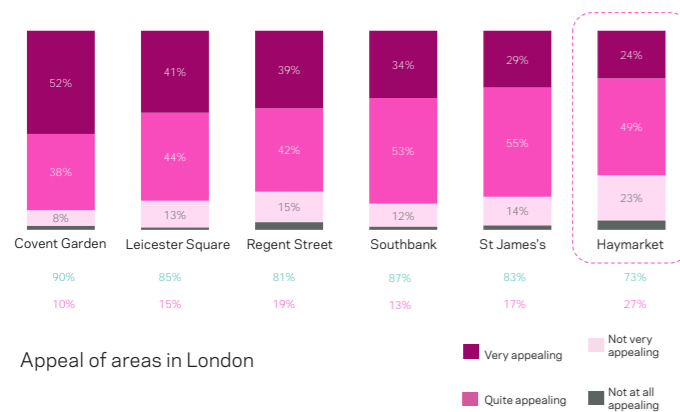 52% 41% 39% 34% 29% 24%
38% 44% 42% 53% 55% 49%
8% 13% 15% 12% 14% 23%
Covent Garden Leicester Square Regent Street Southbank St James's Haymarket
90% 85% 81% 87% 83% 73%
10% 15% 19% 13% 17% 27%
Appeal of areas in London
Very appealing
Not very
appealing
Quite appealing
Not at all
appealing